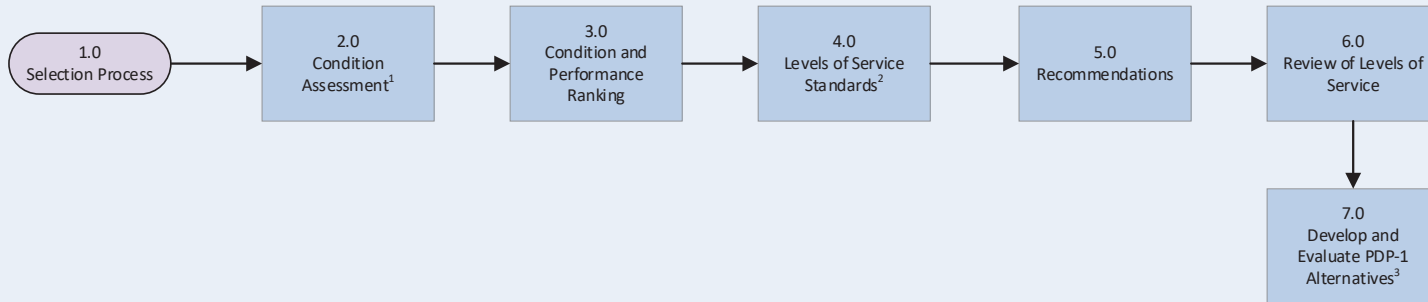 1.0
Selection Process
2.0
Condition
Assessment¹
3.0
Condition and
Performance
Ranking
4.0
Levels of Service
Standards²
5.0
Recommendations
6.0
Review of Levels of
Service
7.0
Develop and
Evaluate PDP-1
Alternatives³